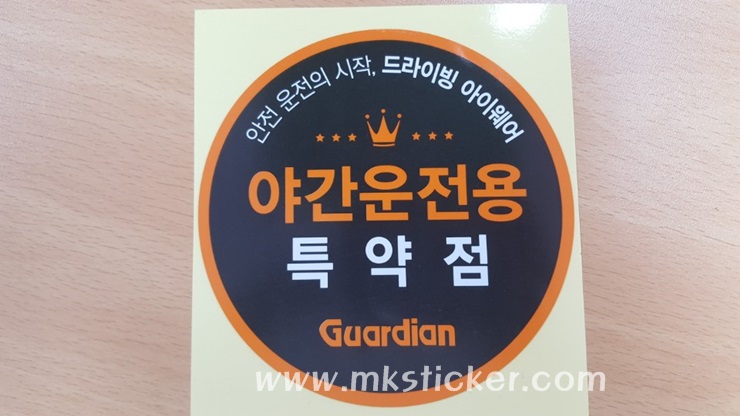 안전 운전의 시작, 드라이빙 아이웨어
야간운전용
특약점
Guardian
www.mksticker.com